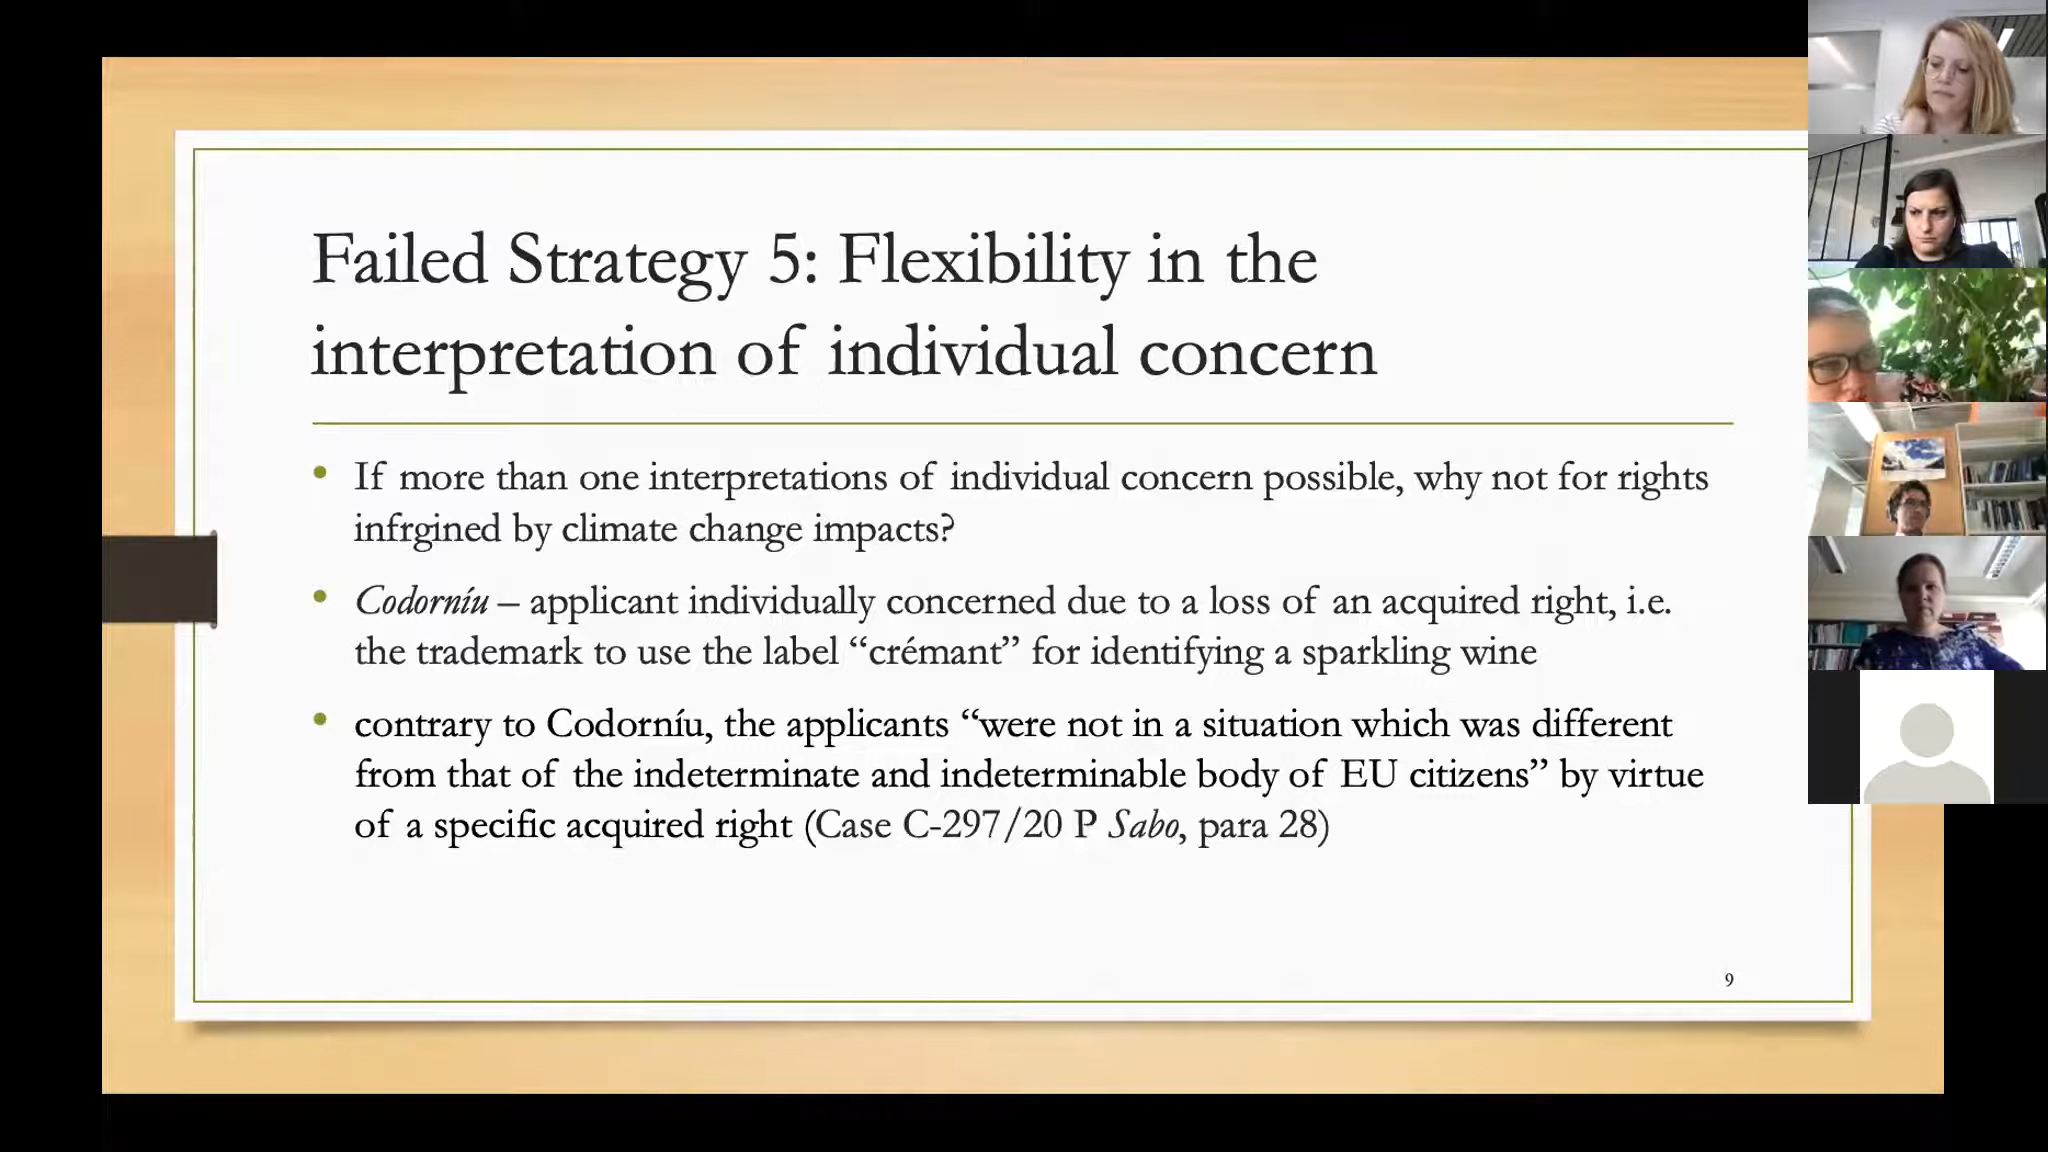 Failed Strategy 5: Flexibility in the
interpretation of individual concern
• If more than one interpretations of individual concern possible, why not for rights
infrgined by climate change impacts?
• Codorníu – applicant individually concerned due to a loss of an acquired right, i.e.
the trademark to use the label “crémant” for identifying a sparkling wine
• contrary to Codorníu, the applicants “were not in a situation which was different
from that of the indeterminate and indeterminable body of EU citizens” by virtue
of a specific acquired right (Case C-297/20 P Sabo, para 28)
9